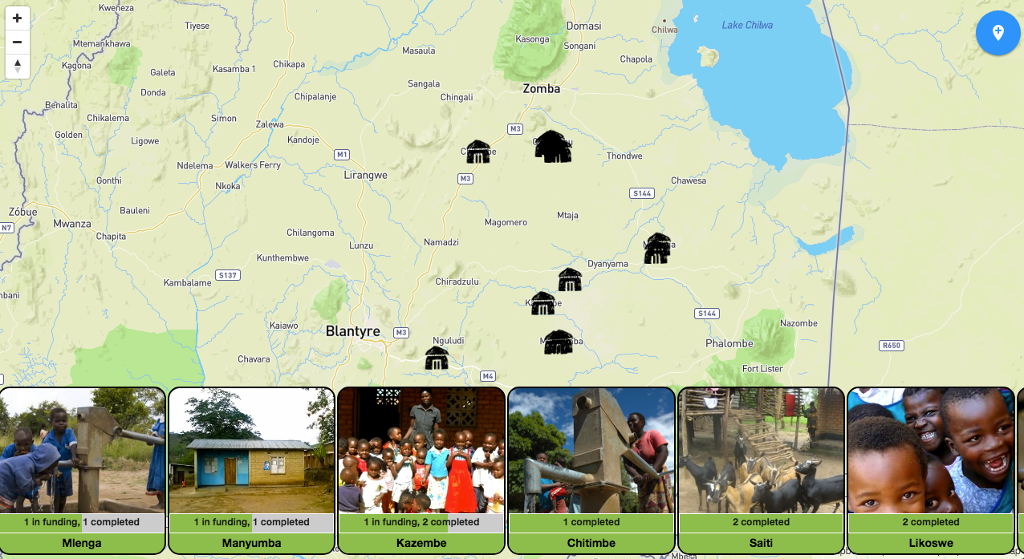 Kweneza
Tiyese
Domasi
Lake Chilwa
Mtemankhawa
Kasonga
Songani
Chilwa
Masaula
Kagona
Galeta
Kasamba 1
Chikapa
Chapola
Donda
Sangala
Zomba
Chipalanje
Chingali
Benalita
Chikalema
Simon
Zalewa
M3
Golden
Ligowe
Kandoje
M1
Thondwe
Ndelema
Walkers Ferry
Lirangwe
M3
Chawesa
Gonthi
Nkoka
S144
Zóbue
Bauleni
Mtaja
Mwanza
Magomero
N7
Chapita
Chilangoma
Lunzu
Namadzi
Kunthembwe
Dyanyama
S137
Kambalame
Chiradzulu
S144
Kaiawo
Blantyre
M3
Nazombe
Nguludi
Phalombe
R650
Chavara
Fort Lister
M4
1 in funding, 1 completed
Mlenga
1 in funding, 1 completed
Manyumba
1 in funding, 2 completed
Kazembe
1 completed
Chitimbe
2 completed
Saiti
2 completed
Likoswe